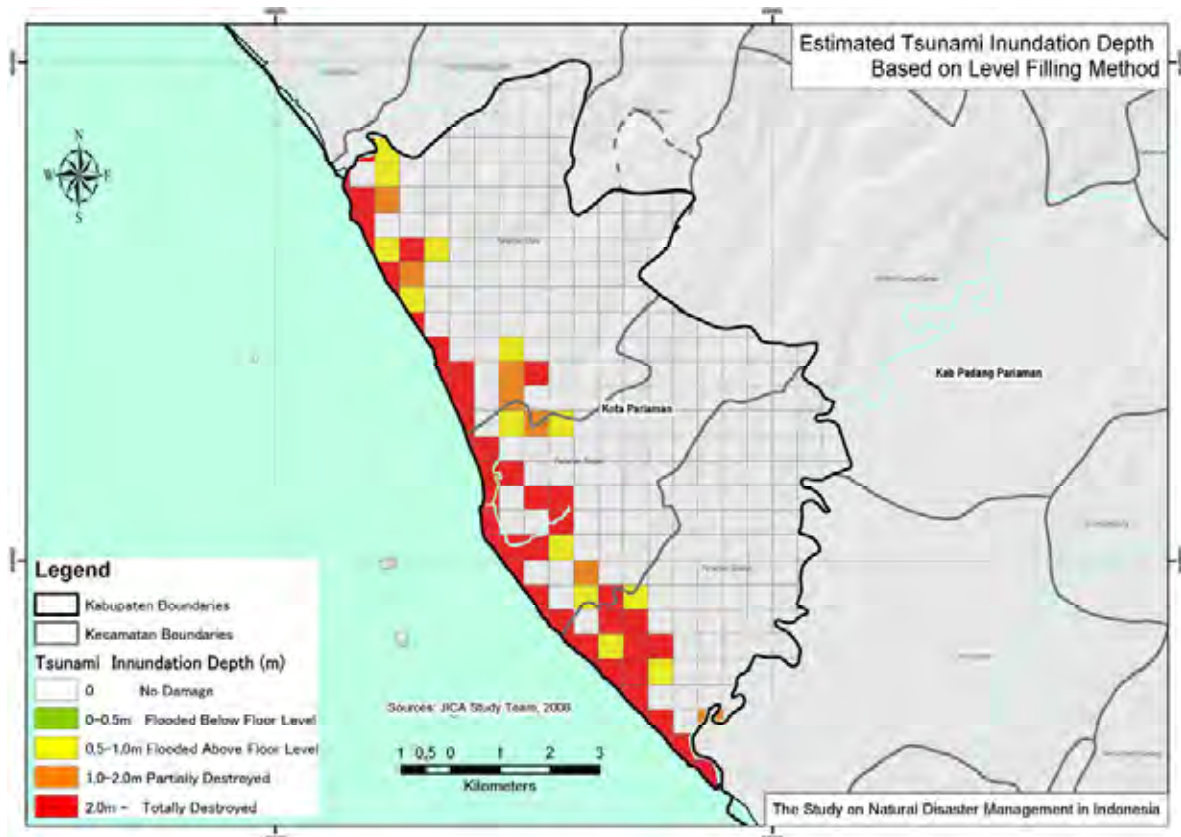 Estimated Tsunami Inundation Depth
Based on Level Filling Method
N
W
E
S
Kab Padang Pariaman
Kota Pariaman
Legend
Kabupaten Boundaries
Kecamatan Boundaries
Tsunami Innundation Depth (m)
0 No Damage
0-0.5m Flooded Below Floor Level
0.5-1.0m Flooded Above Floor Level
1.0-2.0m Partially Destroyed
2.0m - Totally Destroyed
Sources: JICA Study Team, 2008
1 0,5 0 1 2 3
Kilometers
The Study on Natural Disaster Management in Indonesia